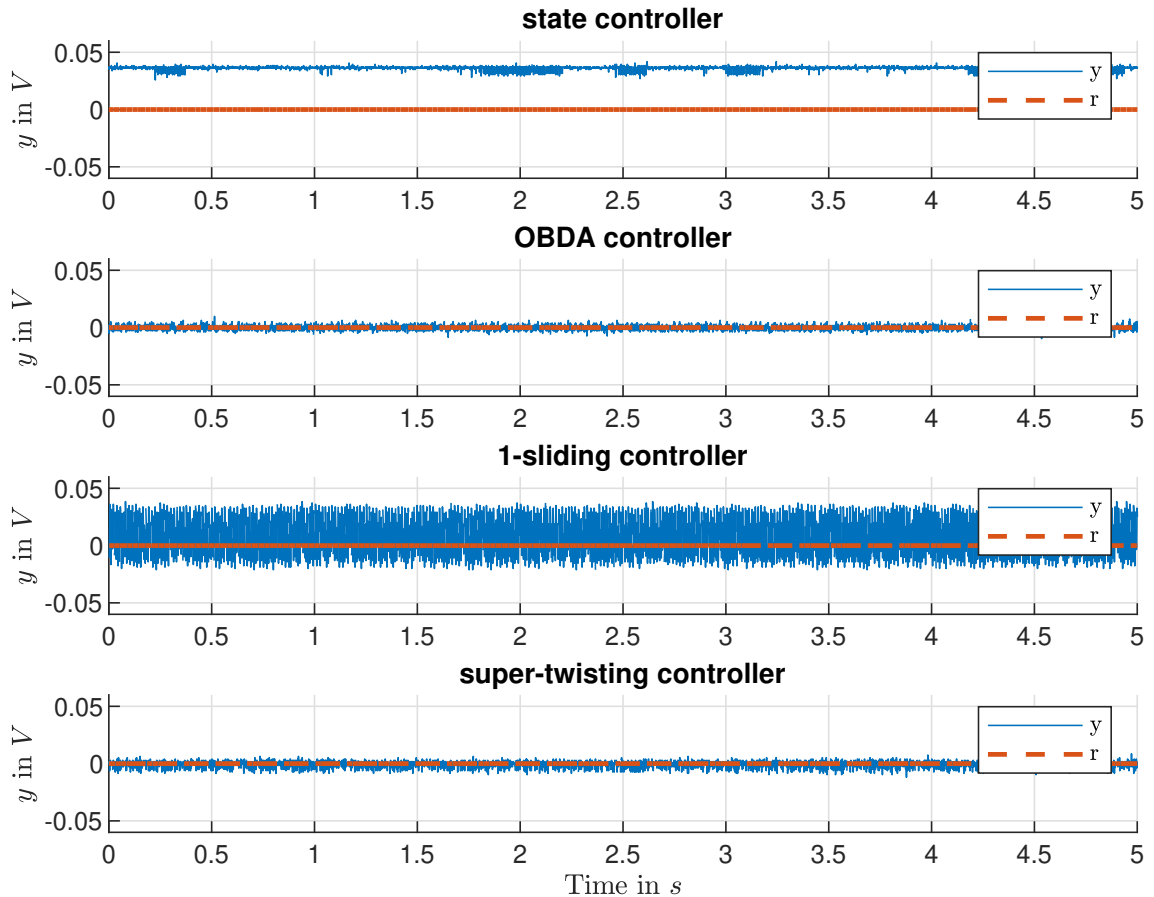 state controller
0.05
0
-0.05
y in V
y
r
0 0.5 1 1.5 2 2.5 3 3.5 4 4.5 5
OBDA controller
0.05
0
-0.05
y in V
y
r
0 0.5 1 1.5 2 2.5 3 3.5 4 4.5 5
1-sliding controller
0.05
0
-0.05
y in V
y
r
0 0.5 1 1.5 2 2.5 3 3.5 4 4.5 5
super-twisting controller
0.05
0
-0.05
y in V
y
r
0 0.5 1 1.5 2 2.5 3 3.5 4 4.5 5
Time in s